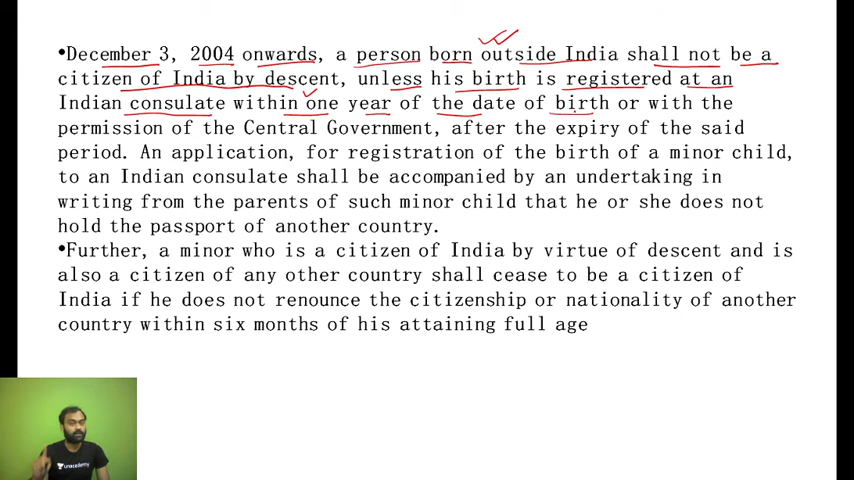 •December 3, 2004 onwards, a person born outside India shall not be a
citizen of India by descent, unless his birth is registered at an
Indian consulate within one year of the date of birth or with the
permission of the Central Government, after the expiry of the said
period. An application, for registration of the birth of a minor child,
to an Indian consulate shall be accompanied by an undertaking in
writing from the parents of such minor child that he or she does not
hold the passport of another country.
•Further, a minor who is a citizen of India by virtue of descent and is
also a citizen of any other country shall cease to be a citizen of
India if he does not renounce the citizenship or nationality of another
country within six months of his attaining full age
unacademy